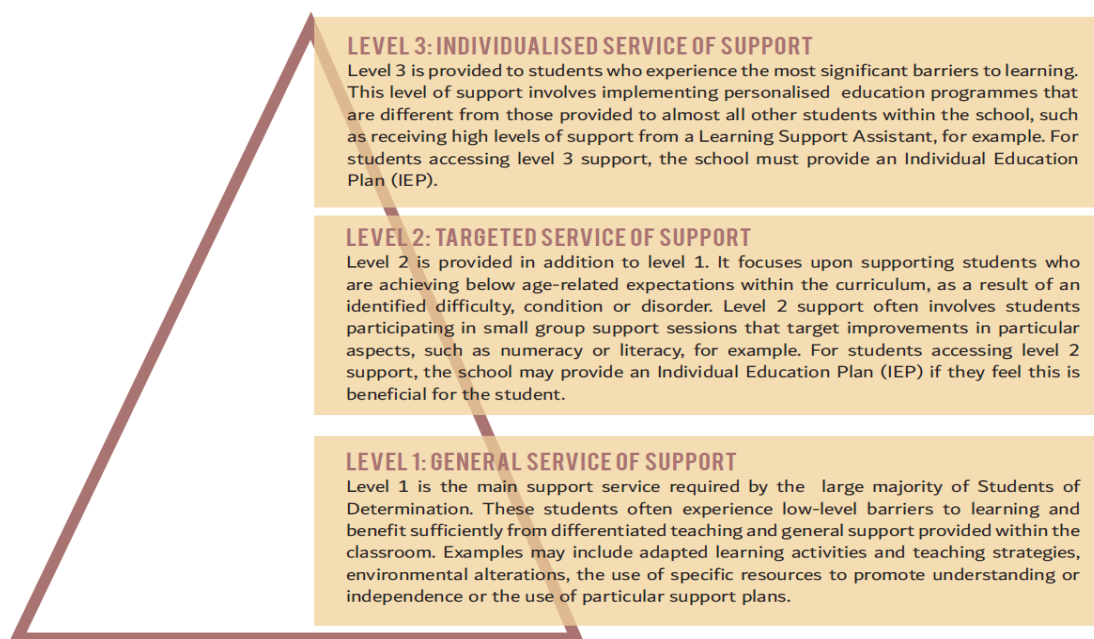 LEVEL 3: INDIVIDUALISED SERVICE OF SUPPORT
Level 3 is provided to students who experience the most significant barriers to learning.
This level of support involves implementing personalised education programmes that
are different from those provided to almost all other students within the school, such
as receiving high levels of support from a Learning Support Assistant, for example. For
students accessing level 3 support, the school must provide an Individual Education
Plan (IEP).
LEVEL 2: TARGETED SERVICE OF SUPPORT
Level 2 is provided in addition to level 1. It focuses upon supporting students who
are achieving below age-related expectations within the curriculum, as a result of an
identified difficulty, condition or disorder. Level 2 support often involves students
participating in small group support sessions that target improvements in particular
aspects, such as numeracy or literacy, for example. For students accessing level 2
support, the school may provide an Individual Education Plan (IEP) if they feel this is
beneficial for the student.
LEVEL 1: GENERAL SERVICE OF SUPPORT
Level 1 is the main support service required by the large majority of Students of
Determination. These students often experience low-level barriers to learning and
benefit sufficiently from differentiated teaching and general support provided within the
classroom. Examples may include adapted learning activities and teaching strategies,
environmental alterations, the use of specific resources to promote understanding or
independence or the use of particular support plans.